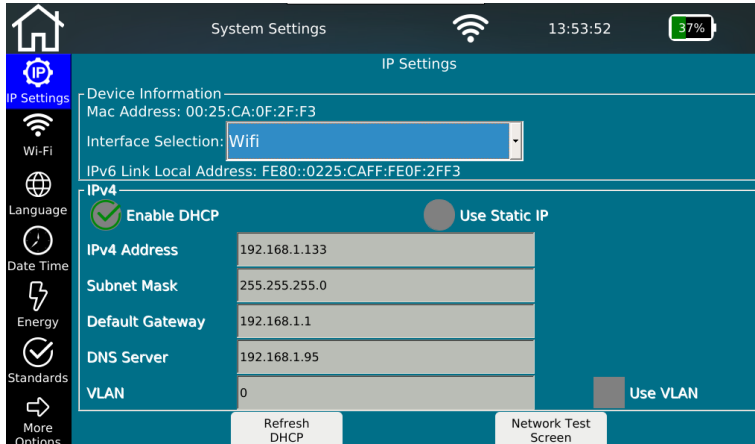 System Settings
13:53:52
37%
IP Settings
IP
IP Settings
Wi-Fi
Language
Date Time
Energy
Standards
More
Options
Device Information
Mac Address: 00:25:CA:0F:2F:F3
Interface Selection: Wifi
IPv6 Link Local Address: FE80::0225:CAFF:FE0F:2FF3
IPv4
Enable DHCP
Use Static IP
IPv4 Address 192.168.1.133
Subnet Mask 255.255.255.0
Default Gateway 192.168.1.1
DNS Server 192.168.1.95
VLAN 0
Use VLAN
Refresh
DHCP
Network Test
Screen